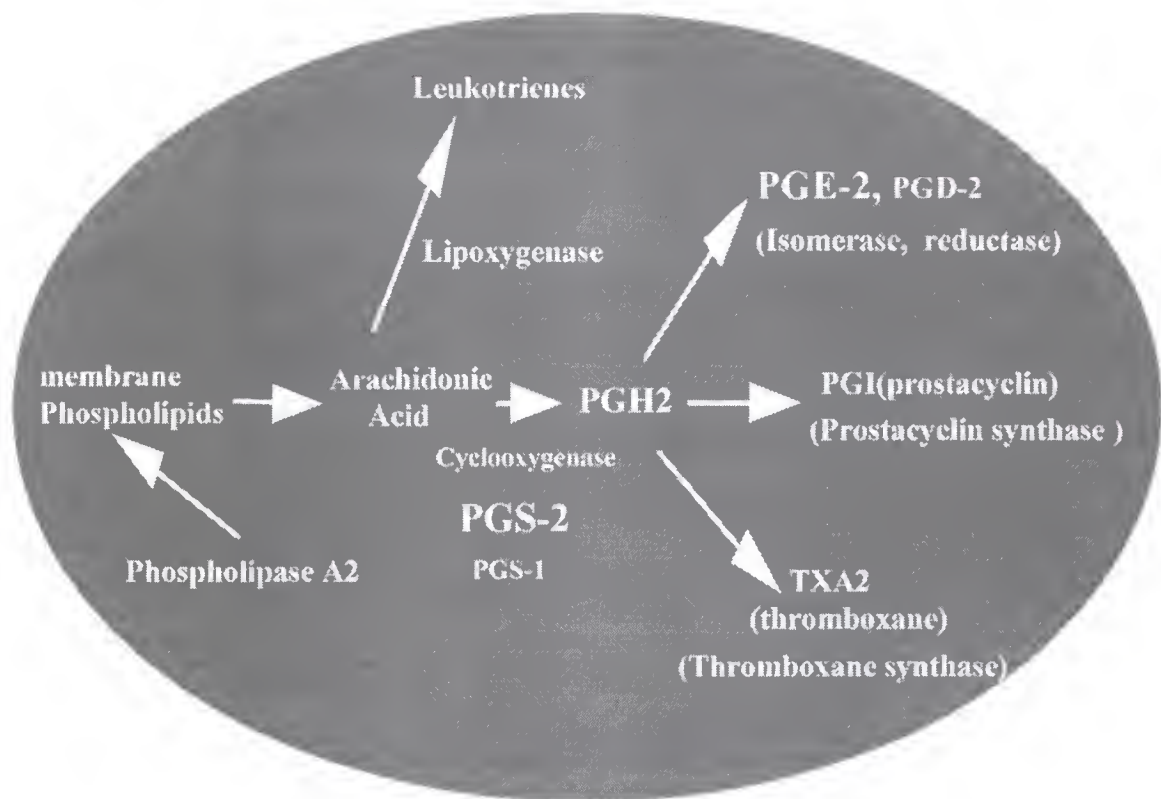 Leukotrienes
PGE-2, PGD-2
(Isomerase, reductase)
Lipoxygenase
membrane
Phospholipids
Arachidonic
Acid
PGH2
PGI(prostacyclin)
(Prostacyclin synthase )
Cyclooxygenase
PGS-2
PGS-1
Phospholipase A2
TXA2
(thromboxane)
(Thromboxane synthase)